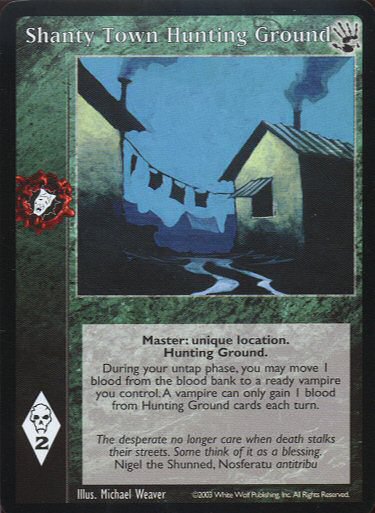 Shanty Town Hunting Ground
Master: unique location.
Hunting Ground.
During your untap phase, you may move 1
blood from the blood bank to a ready vampire
you control. A vampire can only gain 1 blood
from Hunting Ground cards each turn.
The desperate no longer care when death stalks
their streets. Some think of it as a blessing.
Nigel the Shunned, Nosferatu antitribu
2
Illus. Michael Weaver
©2003 White Wolf Publishing, Inc. All Rights Reserved.